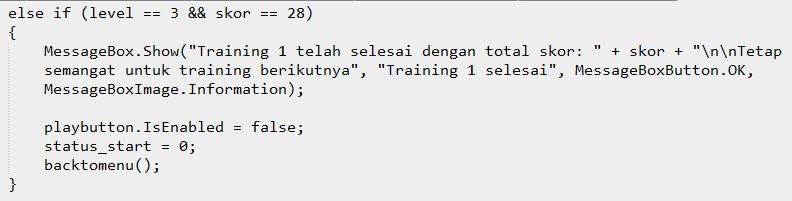 else if (level == 3 && skor == 28)
{
    MessageBox.Show("Training 1 telah selesai dengan total skor: " + skor + "\n\nTetap
    semangat untuk training berikutnya", "Training 1 selesai", MessageBoxButton.OK,
    MessageBoxImage.Information);

    playbutton.IsEnabled = false;
    status_start = 0;
    backtomenu();
}